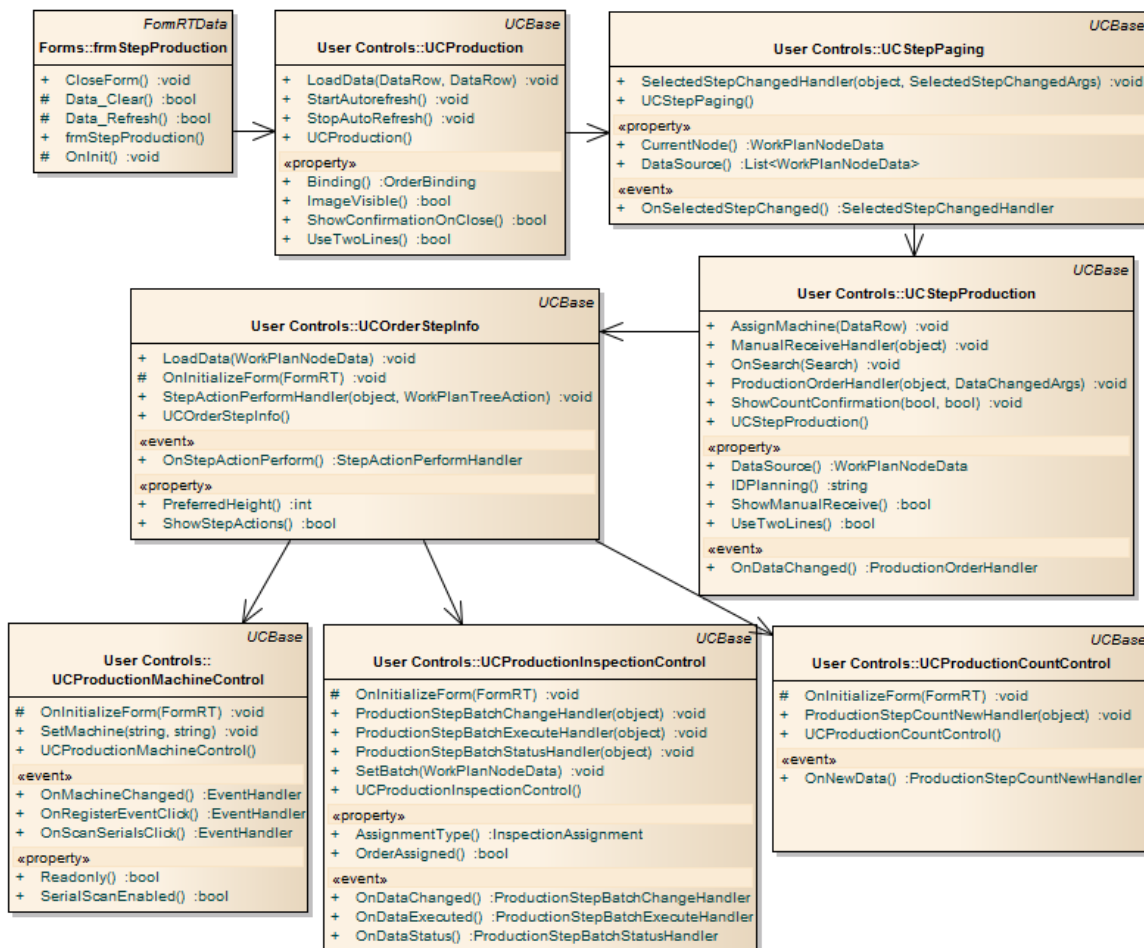 FormRTData
Forms::frmStepProduction
+ CloseForm() :void
# Data_Clear() :bool
# Data_Refresh() :bool
+ frmStepProduction()
# OnInit() :void
UCBase
User Controls::UCProduction
+ LoadData(DataRow, DataRow) :void
+ StartAutorefresh() :void
+ StopAutoRefresh() :void
+ UCProduction()
«property»
+ Binding() :OrderBinding
+ ImageVisible() :bool
+ ShowConfirmationOnClose() :bool
+ UseTwoLines() :bool
UCBase
User Controls::UCStepPaging
+ SelectedStepChangedHandler(object, SelectedStepChangedArgs) :void
+ UCStepPaging()
«property»
+ CurrentNode() :WorkPlanNodeData
+ DataSource() :List<WorkPlanNodeData>
«event»
+ OnSelectedStepChanged() :SelectedStepChangedHandler
UCBase
User Controls::UCStepProduction
+ AssignMachine(DataRow) :void
+ ManualReceiveHandler(object) :void
+ OnSearch(Search) :void
+ ProductionOrderHandler(object, DataChangedArgs) :void
+ ShowCountConfirmation(bool, bool) :void
+ UCStepProduction()
«property»
+ DataSource() :WorkPlanNodeData
+ IDPlanning() :string
+ ShowManualReceive() :bool
+ UseTwoLines() :bool
«event»
+ OnDataChanged() :ProductionOrderHandler
UCBase
User Controls::UCOrderStepInfo
+ LoadData(WorkPlanNodeData) :void
# OnInitializeForm(FormRT) :void
+ StepActionPerformHandler(object, WorkPlanTreeAction) :void
+ UCOrderStepInfo()
«event»
+ OnStepActionPerform() :StepActionPerformHandler
«property»
+ PreferredHeight() :int
+ ShowStepActions() :bool
UCBase
User Controls::
UCProductionMachineControl
# OnInitializeForm(FormRT) :void
+ SetMachine(string, string) :void
+ UCProductionMachineControl()
«event»
+ OnMachineChanged() :EventHandler
+ OnRegisterEventClick() :EventHandler
+ OnScanSerialsClick() :EventHandler
«property»
+ Readonly() :bool
+ SerialScanEnabled() :bool
UCBase
User Controls::UCProductionInspectionControl
# OnInitializeForm(FormRT) :void
+ ProductionStepBatchChangeHandler(object) :void
+ ProductionStepBatchExecuteHandler(object) :void
+ ProductionStepBatchStatusHandler(object) :void
+ SetBatch(WorkPlanNodeData) :void
+ UCProductionInspectionControl()
«property»
+ AssignmentType() :InspectionAssignment
+ OrderAssigned() :bool
«event»
+ OnDataChanged() :ProductionStepBatchChangeHandler
+ OnDataExecuted() :ProductionStepBatchExecuteHandler
+ OnDataStatus() :ProductionStepBatchStatusHandler
UCBase
User Controls::UCProductionCountControl
# OnInitializeForm(FormRT) :void
+ ProductionStepCountNewHandler(object) :void
+ UCProductionCountControl()
«event»
+ OnNewData() :ProductionStepCountNewHandler